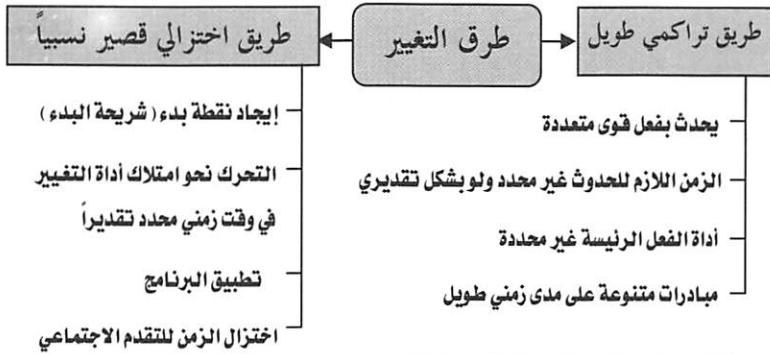 طرق التغيير
طريق تراكمي طويل
يحدث بفعل قوى متعددة
الزمن اللازم للحدوث غير محدد ولو بشكل تقديري
أداة الفعل الرئيسة غير محددة
مبادرات متنوعة على مدى زمني طويل
طريق اختزالي قصير نسبياً
إيجاد نقطة بدء ( شريحة البدء )
التحرك نحو امتلاك أداة التغيير
في وقت زمني محدد تقديراً
تطبيق البرنامج
اختزال الزمن للتقدم الاجتماعي